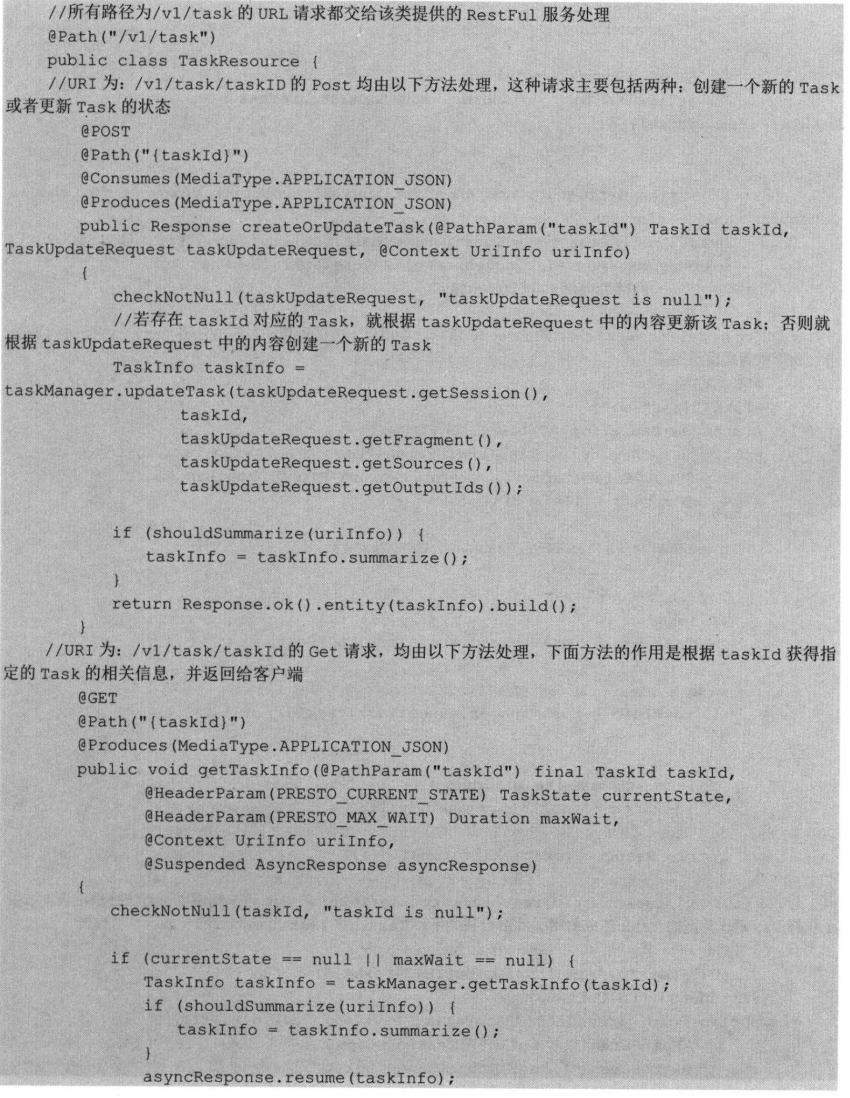 //所有路径为/v1/task 的 URL 请求都交给该类提供的 RestFul 服务处理
@Path("/v1/task")
public class TaskResource {
//URI 为: /v1/task/taskID 的 Post 均由以下方法处理，这种请求主要包括两种：创建一个新的 Task
或者更新 Task 的状态
@POST
@Path("{taskId}")
@Consumes(MediaType.APPLICATION_JSON)
@Produces(MediaType.APPLICATION_JSON)
public Response createOrUpdateTask(@PathParam("taskId") TaskId taskId,
TaskUpdateRequest taskUpdateRequest, @Context UriInfo uriInfo)
{
checkNotNull(taskUpdateRequest, "taskUpdateRequest is null");
//若存在 taskId 对应的 Task，就根据 taskUpdateRequest 中的内容更新该 Task；否则就
根据 taskUpdateRequest 中的内容创建一个新的 Task
TaskInfo taskInfo =
taskManager.updateTask(taskUpdateRequest.getSession(),
taskId,
taskUpdateRequest.getFragment(),
taskUpdateRequest.getSources(),
taskUpdateRequest.getOutputIds());
if (shouldSummarize(uriInfo)) {
taskInfo = taskInfo.summarize();
}
return Response.ok().entity(taskInfo).build();
}
//URI 为: /v1/task/taskId 的 Get 请求，均由以下方法处理，下面方法的作用是根据 taskId 获得指
定的 Task 的相关信息，并返回给客户端
@GET
@Path("{taskId}")
@Produces(MediaType.APPLICATION_JSON)
public void getTaskInfo(@PathParam("taskId") final TaskId taskId,
@HeaderParam(PRESTO_CURRENT_STATE) TaskState currentState,
@HeaderParam(PRESTO_MAX_WAIT) Duration maxWait,
@Context UriInfo uriInfo,
@Suspended AsyncResponse asyncResponse)
{
checkNotNull(taskId, "taskId is null");
if (currentState == null || maxWait == null) {
TaskInfo taskInfo = taskManager.getTaskInfo(taskId);
if (shouldSummarize(uriInfo)) {
taskInfo = taskInfo.summarize();
}
asyncResponse.resume(taskInfo);